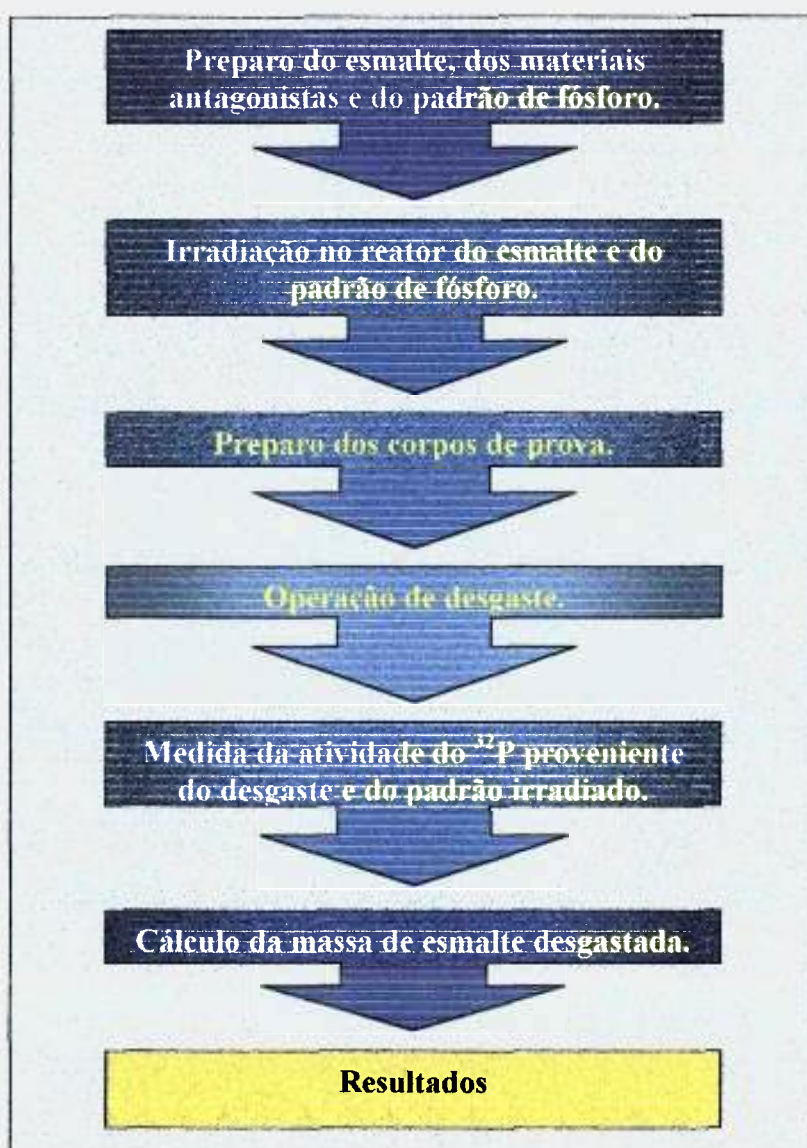 Preparo do esmalte, dos materiais
antagonistas e do padrão de fósforo.
Irradiação no reator do esmalte e do
padrão de fósforo.
Preparo dos corpos de prova.
Operação de desgaste.
Medida da atividade do ³²P proveniente
do desgaste e do padrão irradiado.
Cálculo da massa de esmalte desgastada.
Resultados